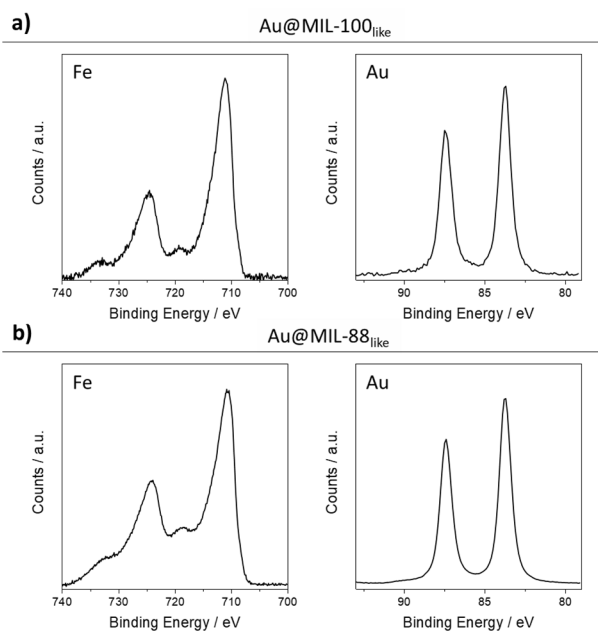 a)
Au@MIL-100like
Fe
Au
Counts / a.u.
Counts / a.u.
740 730 720 710 700
90 85 80
Binding Energy / eV
Binding Energy / eV
b)
Au@MIL-88like
Fe
Au
Counts / a.u.
Counts / a.u.
740 730 720 710 700
90 85 80
Binding Energy / eV
Binding Energy / eV